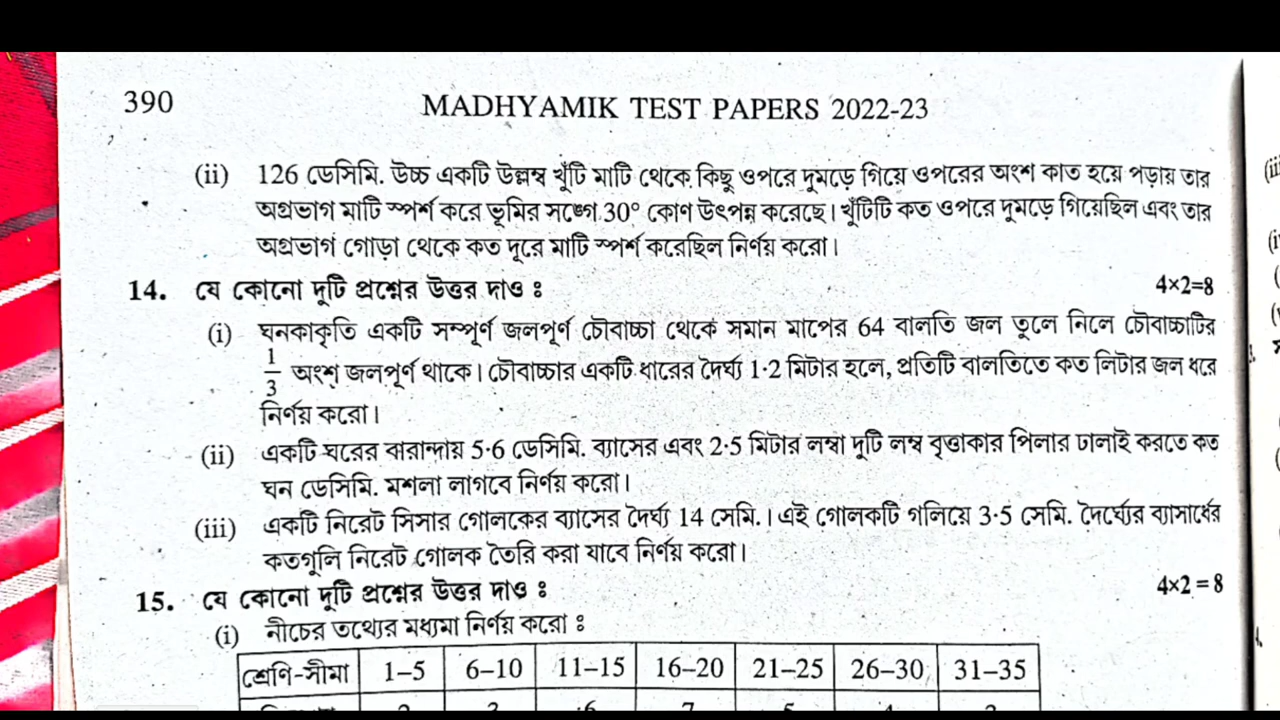 390
MADHYAMIK TEST PAPERS 2022-23
(ii) 126 ডেসিমি. উচ্চ একটি উল্লম্ব খুঁটি মাটি থেকে কিছু ওপরে দুমড়ে গিয়ে ওপরের অংশ কাত হয়ে পড়ায় তার
অগ্রভাগ মাটি স্পর্শ করে ভূমির সঙ্গে 30° কোণ উৎপন্ন করেছে। খুঁটিটি কত ওপরে দুমড়ে গিয়েছিল এবং তার
অগ্রভাগ গোড়া থেকে কত দূরে মাটি স্পর্শ করেছিল নির্ণয় করো।
14. যে কোনো দুটি প্রশ্নের উত্তর দাও ঃ 4×2=8
(i) ঘনকাকৃতি একটি সম্পূর্ণ জলপূর্ণ চৌবাচ্চা থেকে সমান মাপের 64 বালতি জল তুলে নিলে চৌবাচ্চাটির
1/3 অংশ জলপূর্ণ থাকে। চৌবাচ্চার একটি ধারের দৈর্ঘ্য 1·2 মিটার হলে, প্রতিটি বালতিতে কত লিটার জল ধরে
নির্ণয় করো।
(ii) একটি ঘরের বারান্দায় 5·6 ডেসিমি. ব্যাসের এবং 2·5 মিটার লম্বা দুটি লম্ব বৃত্তাকার পিলার ঢালাই করতে কত
ঘন ডেসিমি. মশলা লাগবে নির্ণয় করো।
(iii) একটি নিরেট সিসার গোলকের ব্যাসের দৈর্ঘ্য 14 সেমি.। এই গোলকটি গলিয়ে 3·5 সেমি. দৈর্ঘ্যের ব্যাসার্ধের
কতগুলি নিরেট গোলক তৈরি করা যাবে নির্ণয় করো।
15. যে কোনো দুটি প্রশ্নের উত্তর দাও ঃ 4×2=8
(i) নীচের তথ্যের মধ্যমা নির্ণয় করো ঃ
শ্রেণি-সীমা 1–5 6–10 11–15 16–20 21–25 26–30 31–35